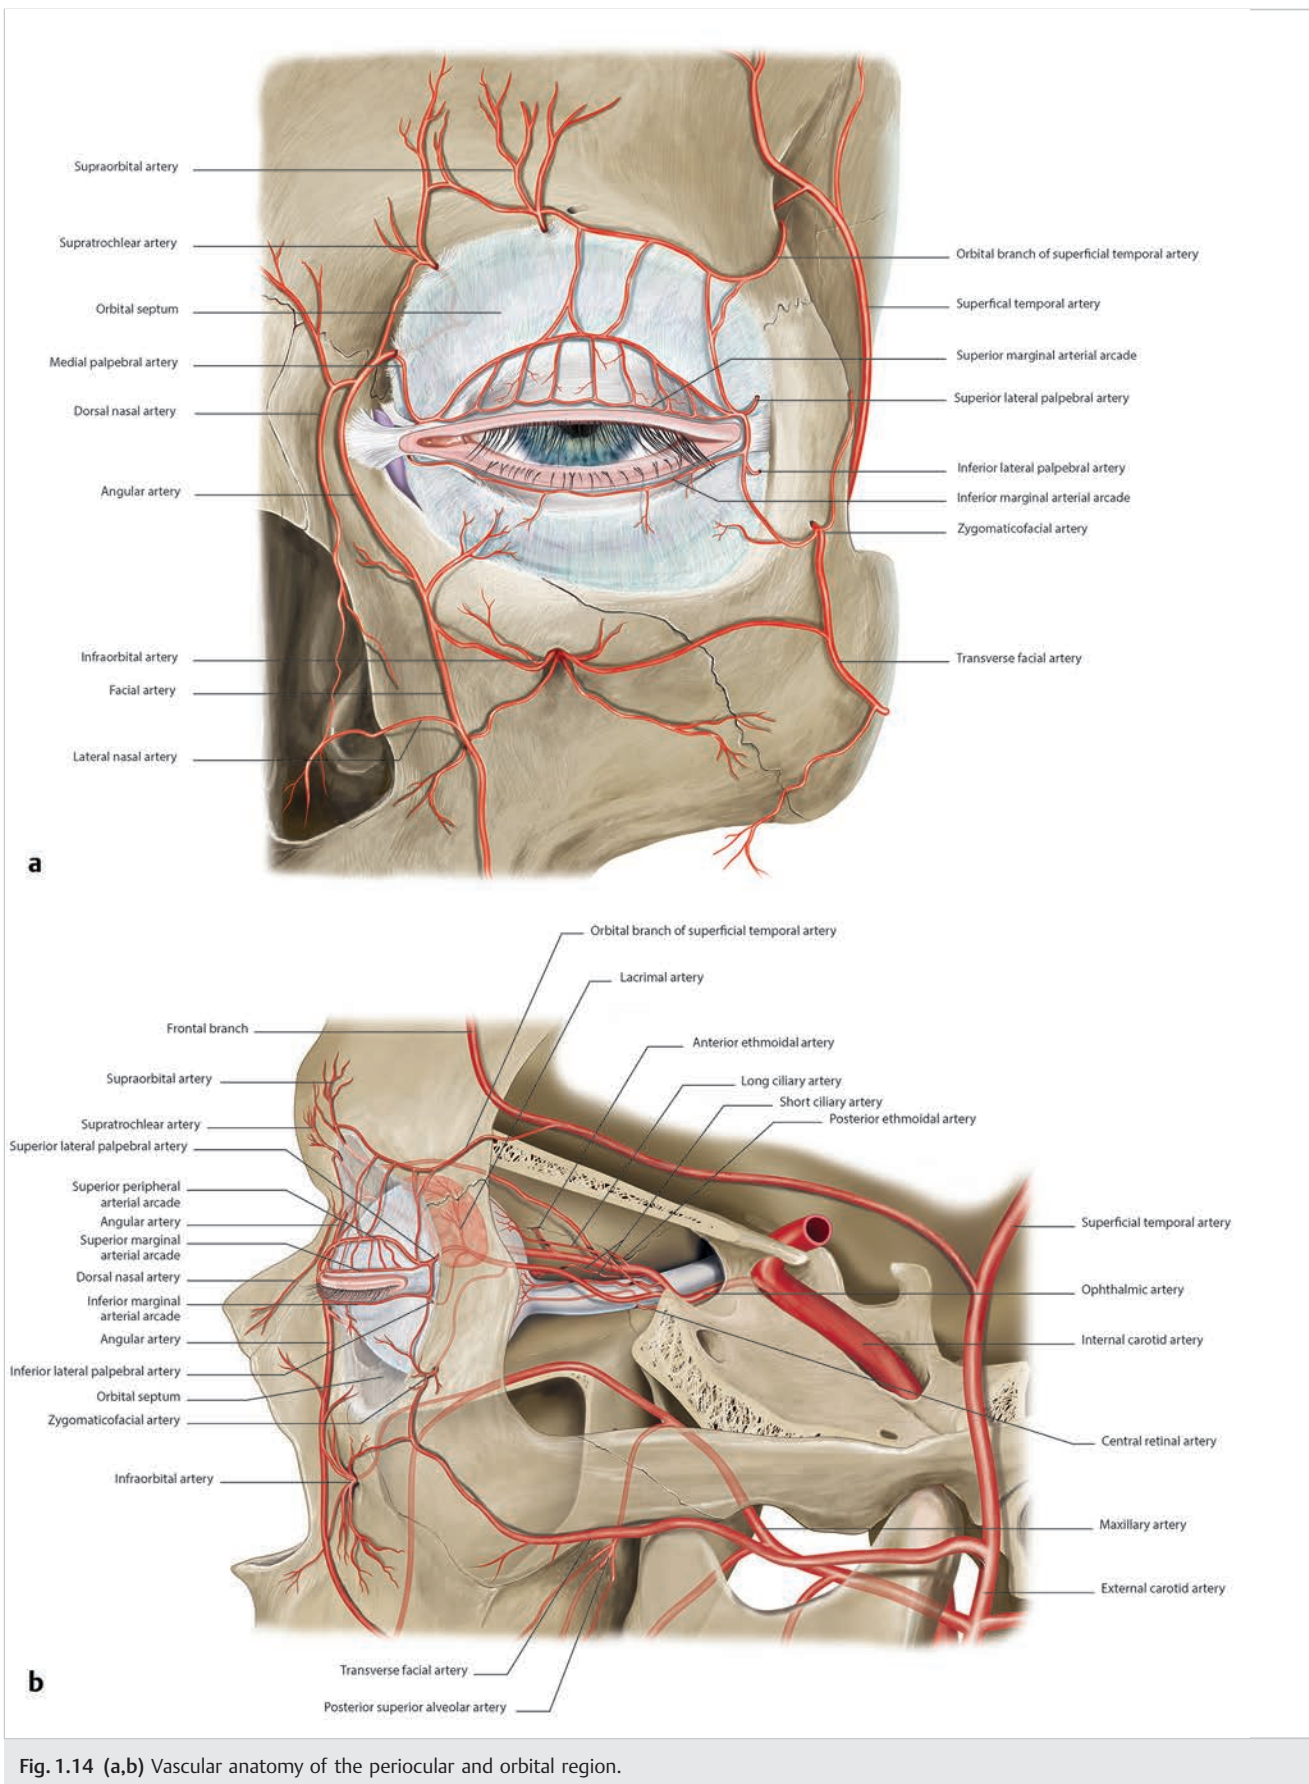 Supraorbital artery
Supratrochlear artery
Orbital septum
Medial palpebral artery
Dorsal nasal artery
Angular artery
Infraorbital artery
Facial artery
Lateral nasal artery
Orbital branch of superficial temporal artery
Superfical temporal artery
Superior marginal arterial arcade
Superior lateral palpebral artery
Inferior lateral palpebral artery
Inferior marginal arterial arcade
Zygomaticofacial artery
Transverse facial artery
a
Orbital branch of superficial temporal artery
Lacrimal artery
Frontal branch
Anterior ethmoidal artery
Long ciliary artery
Short ciliary artery
Posterior ethmoidal artery
Supraorbital artery
Supratrochlear artery
Superior lateral palpebral artery
Superior peripheral
arterial arcade
Angular artery
Superior marginal
arterial arcade
Dorsal nasal artery
Inferior marginal
arterial arcade
Angular artery
Inferior lateral palpebral artery
Orbital septum
Zygomaticofacial artery
Infraorbital artery
Superficial temporal artery
Ophthalmic artery
Internal carotid artery
Central retinal artery
Maxillary artery
External carotid artery
Transverse facial artery
Posterior superior alveolar artery
b
Fig. 1.14 (a,b) Vascular anatomy of the periocular and orbital region.